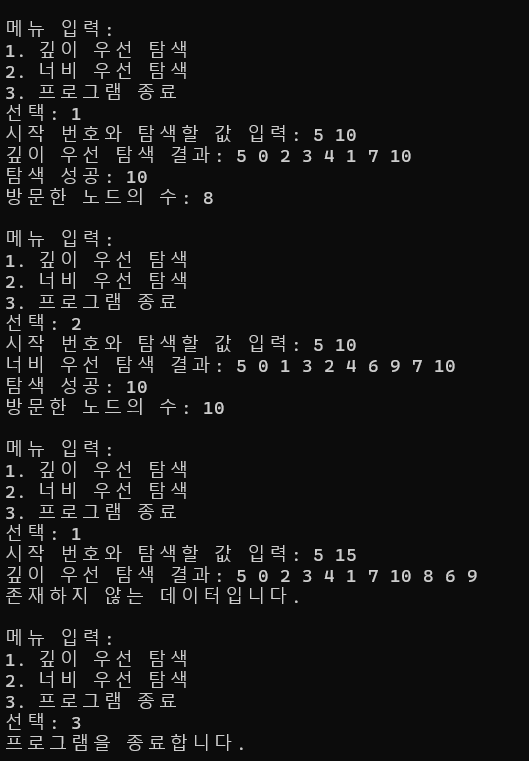 메뉴 입력:
1. 깊이 우선 탐색
2. 너비 우선 탐색
3. 프로그램 종료
선택: 1
시작 번호와 탐색할 값 입력: 5 10
깊이 우선 탐색 결과: 5 0 2 3 4 1 7 10
탐색 성공: 10
방문한 노드의 수: 8
메뉴 입력:
1. 깊이 우선 탐색
2. 너비 우선 탐색
3. 프로그램 종료
선택: 2
시작 번호와 탐색할 값 입력: 5 10
너비 우선 탐색 결과: 5 0 1 3 2 4 6 9 7 10
탐색 성공: 10
방문한 노드의 수: 10
메뉴 입력:
1. 깊이 우선 탐색
2. 너비 우선 탐색
3. 프로그램 종료
선택: 1
시작 번호와 탐색할 값 입력: 5 15
깊이 우선 탐색 결과: 5 0 2 3 4 1 7 10 8 6 9
존재하지 않는 데이터입니다.
메뉴 입력:
1. 깊이 우선 탐색
2. 너비 우선 탐색
3. 프로그램 종료
선택: 3
프로그램을 종료합니다.